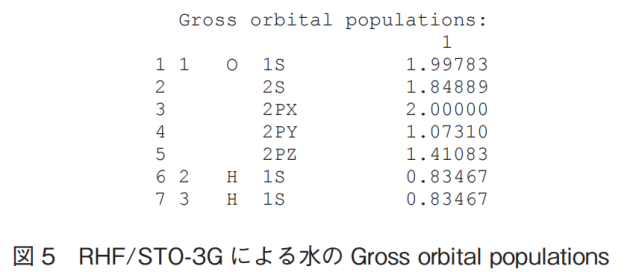 Gross orbital populations:
1
1 1 O 1S 1.99783
2 2S 1.84889
3 2PX 2.00000
4 2PY 1.07310
5 2PZ 1.41083
6 2 H 1S 0.83467
7 3 H 1S 0.83467
図 5 RHF/STO-3G による水の Gross orbital populations